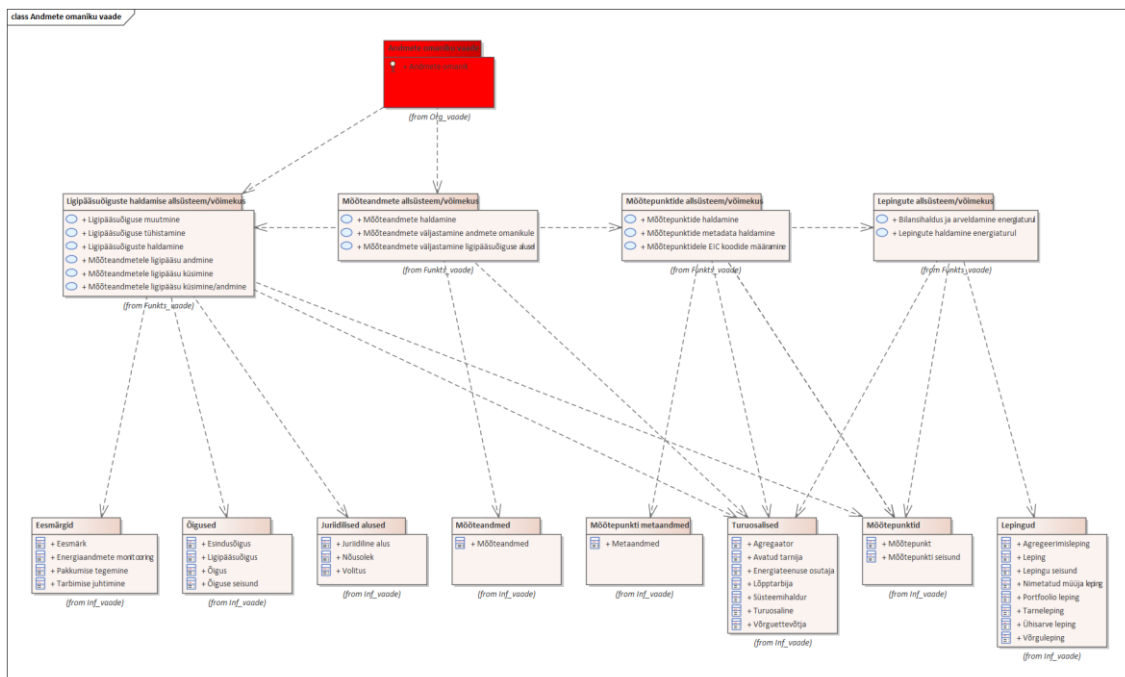 class Andmete omaniku vaade
Andmete omaniku vaade
+ Andmete omanik
(from Org_vaade)
Ligipääsuõiguste haldamise allsüsteem/võimekus
+ Ligipääsuõiguse muutmine
+ Ligipääsuõiguse tühistamine
+ Ligipääsuõiguste haldamine
+ Mõõteandmetele ligipääsu andmine
+ Mõõteandmetele ligipääsu küsimine
+ Mõõteandmetele ligipääsu küsimine/andmine
(from Funkts_vaade)
Mõõteandmete allsüsteem/võimekus
+ Mõõteandmete haldamine
+ Mõõteandmete väljastamine andmete omanikule
+ Mõõteandmete väljastamine ligipääsuõiguse alusel
(from Funkts_vaade)
Mõõtepunktide allsüsteem/võimekus
+ Mõõtepunktide haldamine
+ Mõõtepunktide metadata haldamine
+ Mõõtepunktidele EIC koodide määramine
(from Funkts_vaade)
Lepingute allsüsteem/võimekus
+ Bilansihaldus ja arveldamine energiaturul
+ Lepingute haldamine energiaturul
(from Funkts_vaade)
Eesmärgid
+ Eesmärk
+ Energiaandmete monitooring
+ Pakkumise tegemine
+ Tarbimise juhtimine
(from Inf_vaade)
Õigused
+ Esindusõigus
+ Ligipääsuõigus
+ Õigus
+ Õiguse seisund
(from Inf_vaade)
Juriidilised alused
+ Juriidiline alus
+ Nõusolek
+ Volitus
(from Inf_vaade)
Mõõteandmed
+ Mõõteandmed
(from Inf_vaade)
Mõõtepunkti metaandmed
+ Metaandmed
(from Inf_vaade)
Turuosalised
+ Agregaator
+ Avatud tarnija
+ Energiateenuse osutaja
+ Lõpptarbija
+ Süsteemihaldur
+ Turuosaline
+ Võrguettevõtja
(from Inf_vaade)
Mõõtepunktid
+ Mõõtepunkt
+ Mõõtepunkti seisund
(from Inf_vaade)
Lepingud
+ Agregeerimisleping
+ Leping
+ Lepingu seisund
+ Nimetatud müüja leping
+ Portfoolio leping
+ Tarneleping
+ Ühisarve leping
+ Võrguleping
(from Inf_vaade)